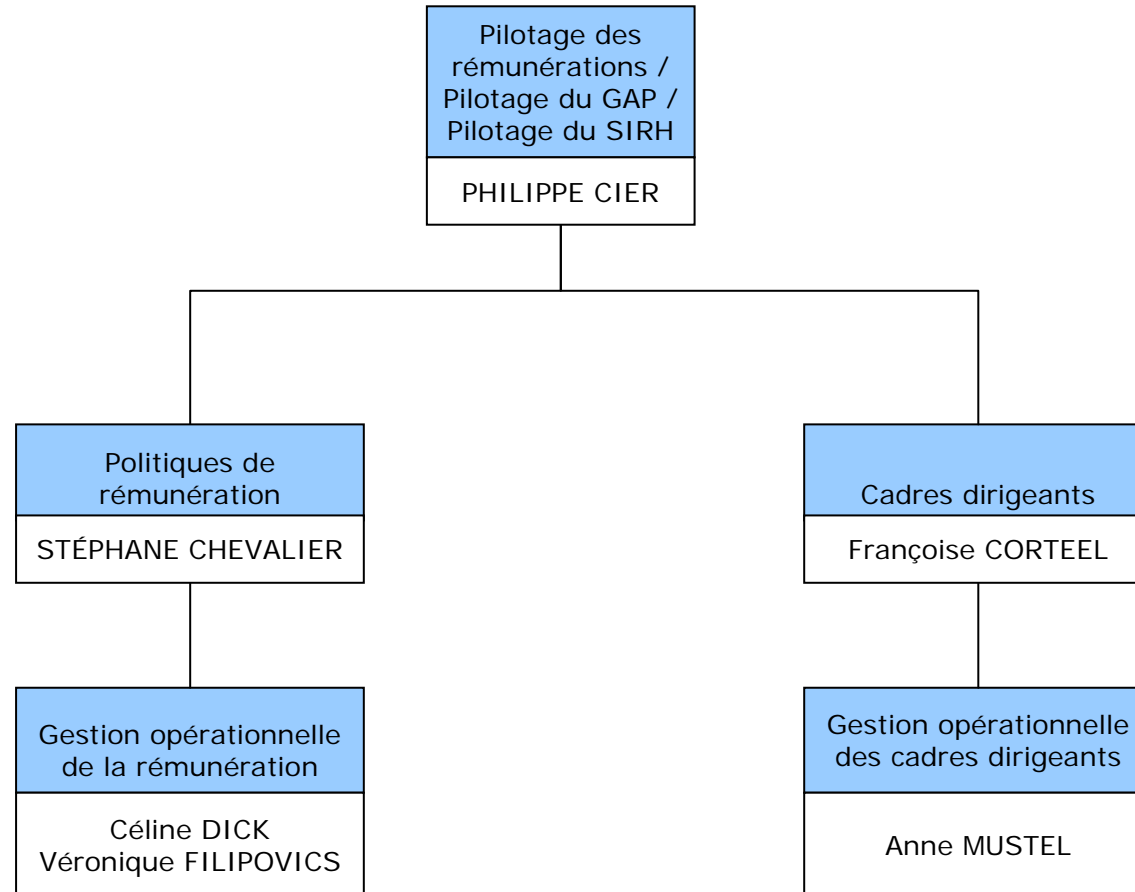 Pilotage des
rémunérations /
Pilotage du GAP /
Pilotage du SIRH
PHILIPPE CIER
Politiques de
rémunération
STÉPHANE CHEVALIER
Cadres dirigeants
Françoise CORTEEL
Gestion opérationnelle
de la rémunération
Céline DICK
Véronique FILIPOVICS
Gestion opérationnelle
des cadres dirigeants
Anne MUSTEL